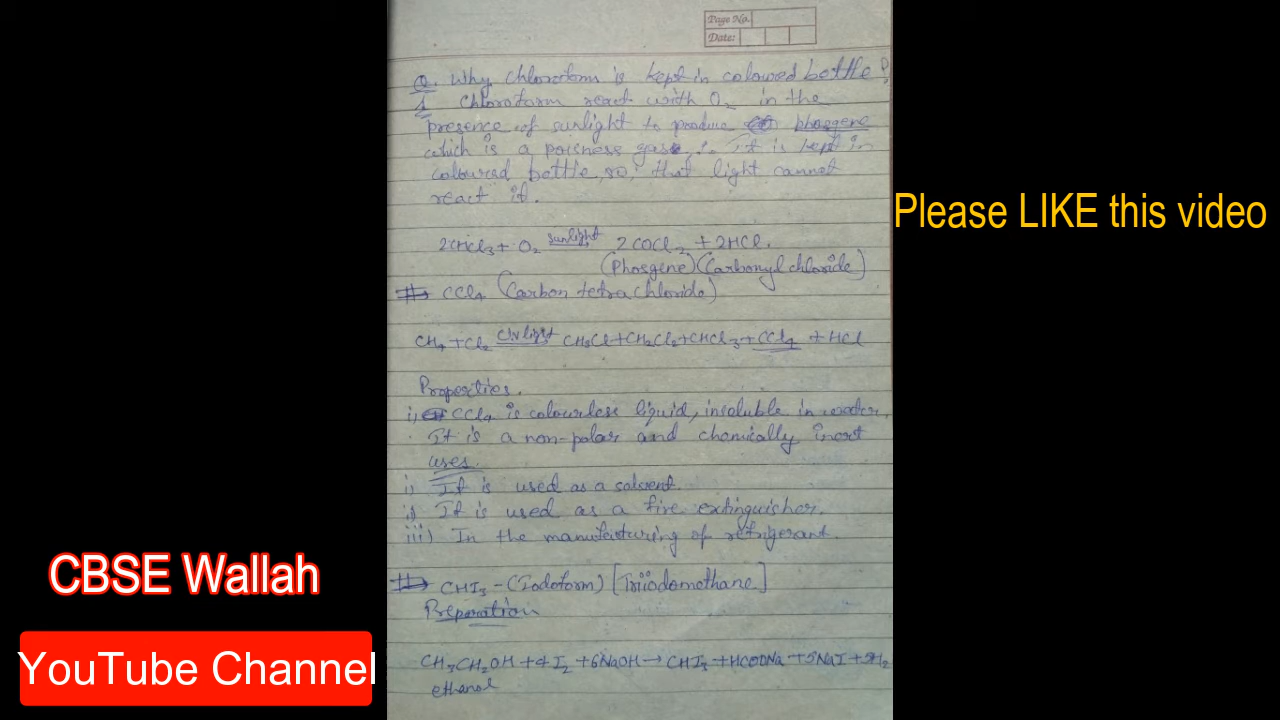 Page No.
Date:
Q. Why chloroform is kept in coloured bottle?
Chloroform react with O2 in the
presence of sunlight to produce phosgene
which is a poisness gas, ∴ it is kept in
coloured bottle, so, that light cannot
react it.
2CHCl3 + O2 sunlight 2COCl2 + 2HCl.
(Phosgene) (Carbonyl chloride)
CCl4 (Carbon tetra chloride)
CH4 + Cl2 light CH3Cl + CH2Cl2 + CHCl3 + CCl4 + HCl
Properties.
i) CCl4 is colourless liquid, insoluble in water.
It is a non-polar and chemically inert
uses.
i) It is used as a solvent.
ii) It is used as a fire extinguisher.
iii) In the manufacturing of refrigerant.
CHI3 - (Iodoform) [Triiodomethane]
Preparation
CH3CH2OH + 4I2 + 6NaOH → CHI3 + HCOONa + 5NaI + 5H2
ethanol
Please LIKE this video
CBSE Wallah
YouTube Channel